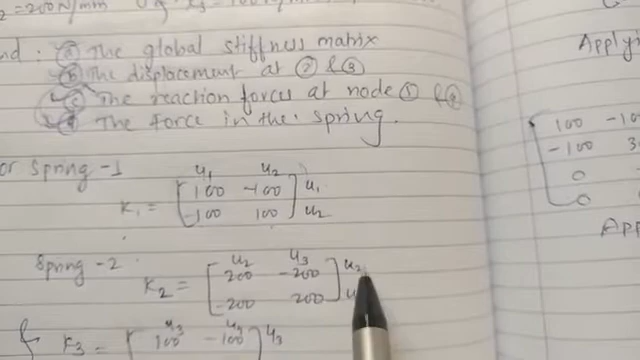 2=200N/mm
nd: (a) The global stiffness matrix
(b) The displacement at (2) & (3)
(c) The reaction forces at node (1) &
(d) The force in the spring.
or Spring -1
u1 u2
K1 = [100 -100] u1
[-100 100] u2
Spring -2
u2 u3
K2 = [200 -200] u2
[-200 200] u
u3
K3 = [100 -100] u3
Applyi
100 -10
-100 3
0
0
App